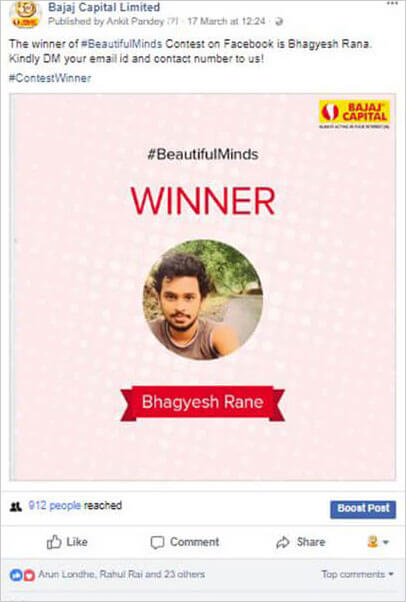 Bajaj Capital Limited
Published by Ankit Pandey [?] · 17 March at 12:24 ·
The winner of #BeautifulMinds Contest on Facebook is Bhagyesh Rana.
Kindly DM your email id and contact number to us!
#ContestWinner
BAJAJ
CAPITAL
#BeautifulMinds
WINNER
Bhagyesh Rane
912 people reached
Boost Post
Like
Comment
Share
Arun Londhe, Rahul Rai and 23 others
Top comments